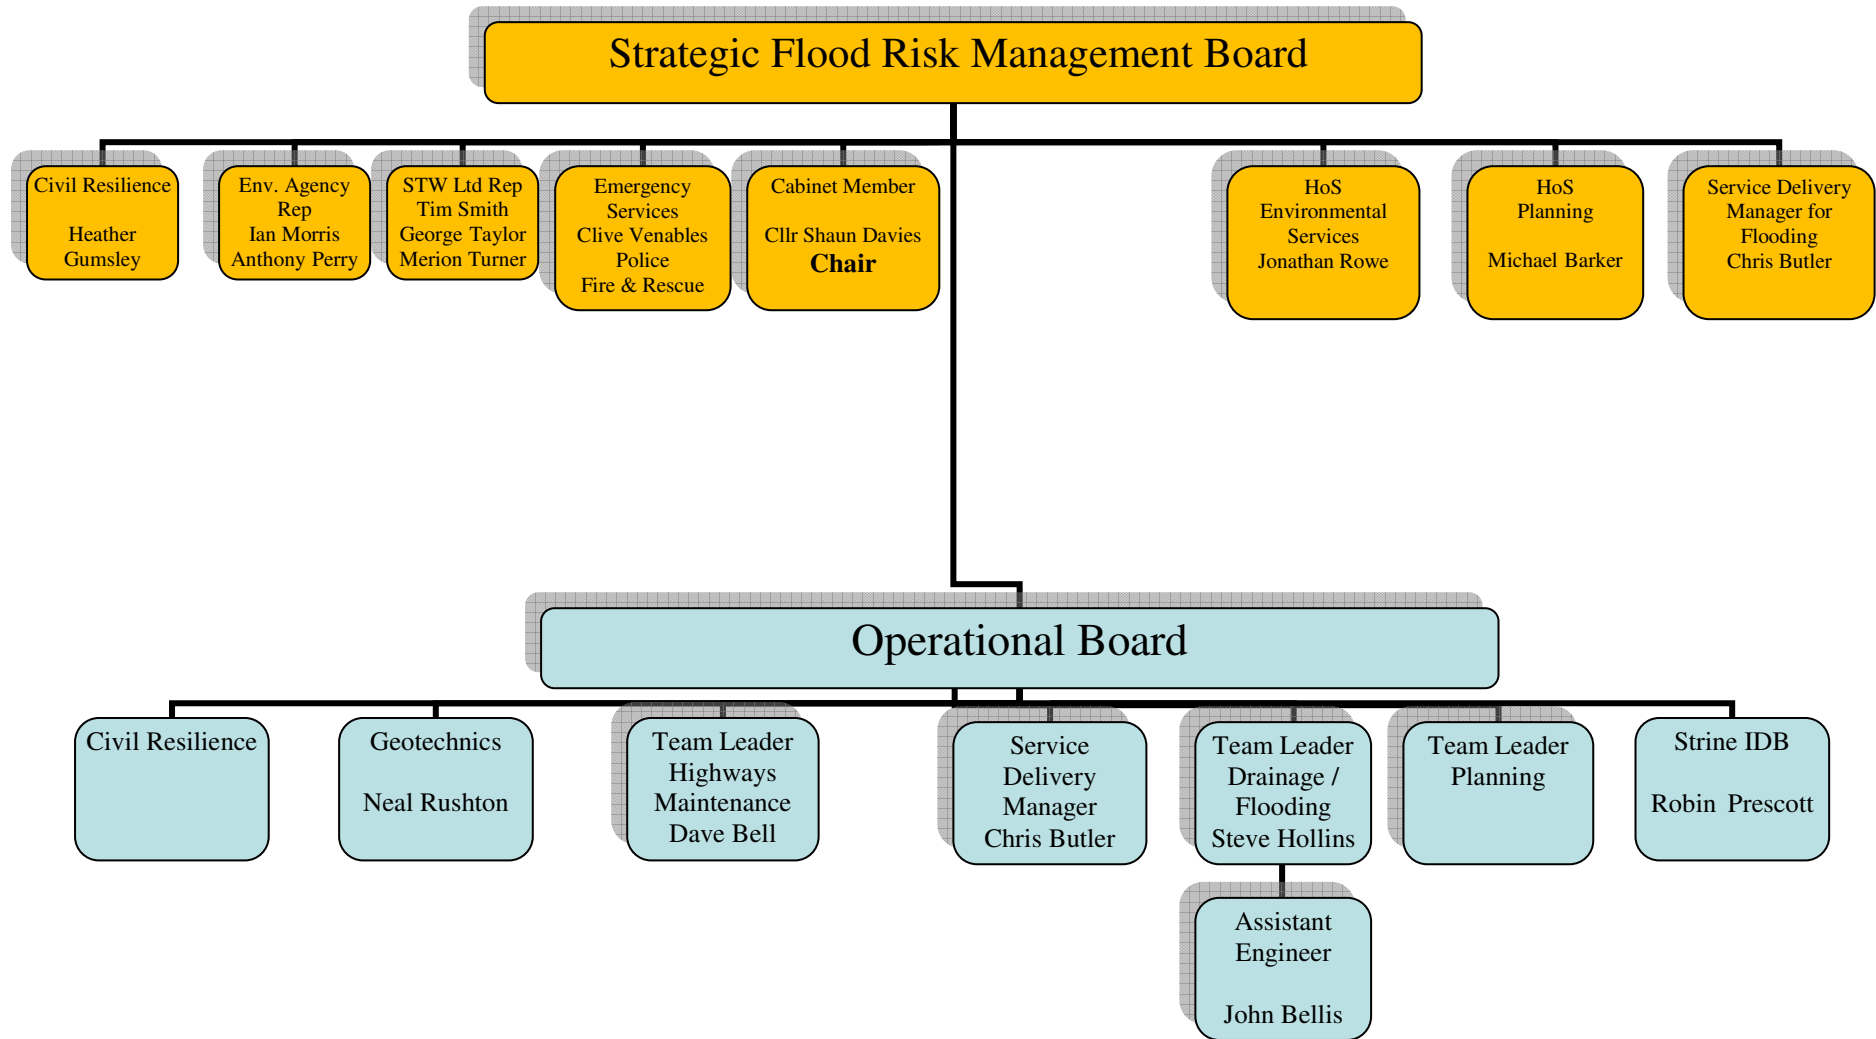 Strategic Flood Risk Management Board
Civil Resilience
Heather
Gumsley
Env. Agency
Rep
Ian Morris
Anthony Perry
STW Ltd Rep
Tim Smith
George Taylor
Merion Turner
Emergency
Services
Clive Venables
Police
Fire & Rescue
Cabinet Member
Cllr Shaun Davies
Chair
HoS
Environmental
Services
Jonathan Rowe
HoS
Planning
Michael Barker
Service Delivery
Manager for
Flooding
Chris Butler
Operational Board
Civil Resilience
Geotechnics
Neal Rushton
Team Leader
Highways
Maintenance
Dave Bell
Service
Delivery
Manager
Chris Butler
Team Leader
Drainage /
Flooding
Steve Hollins
Team Leader
Planning
Strine IDB
Robin Prescott
Assistant
Engineer
John Bellis